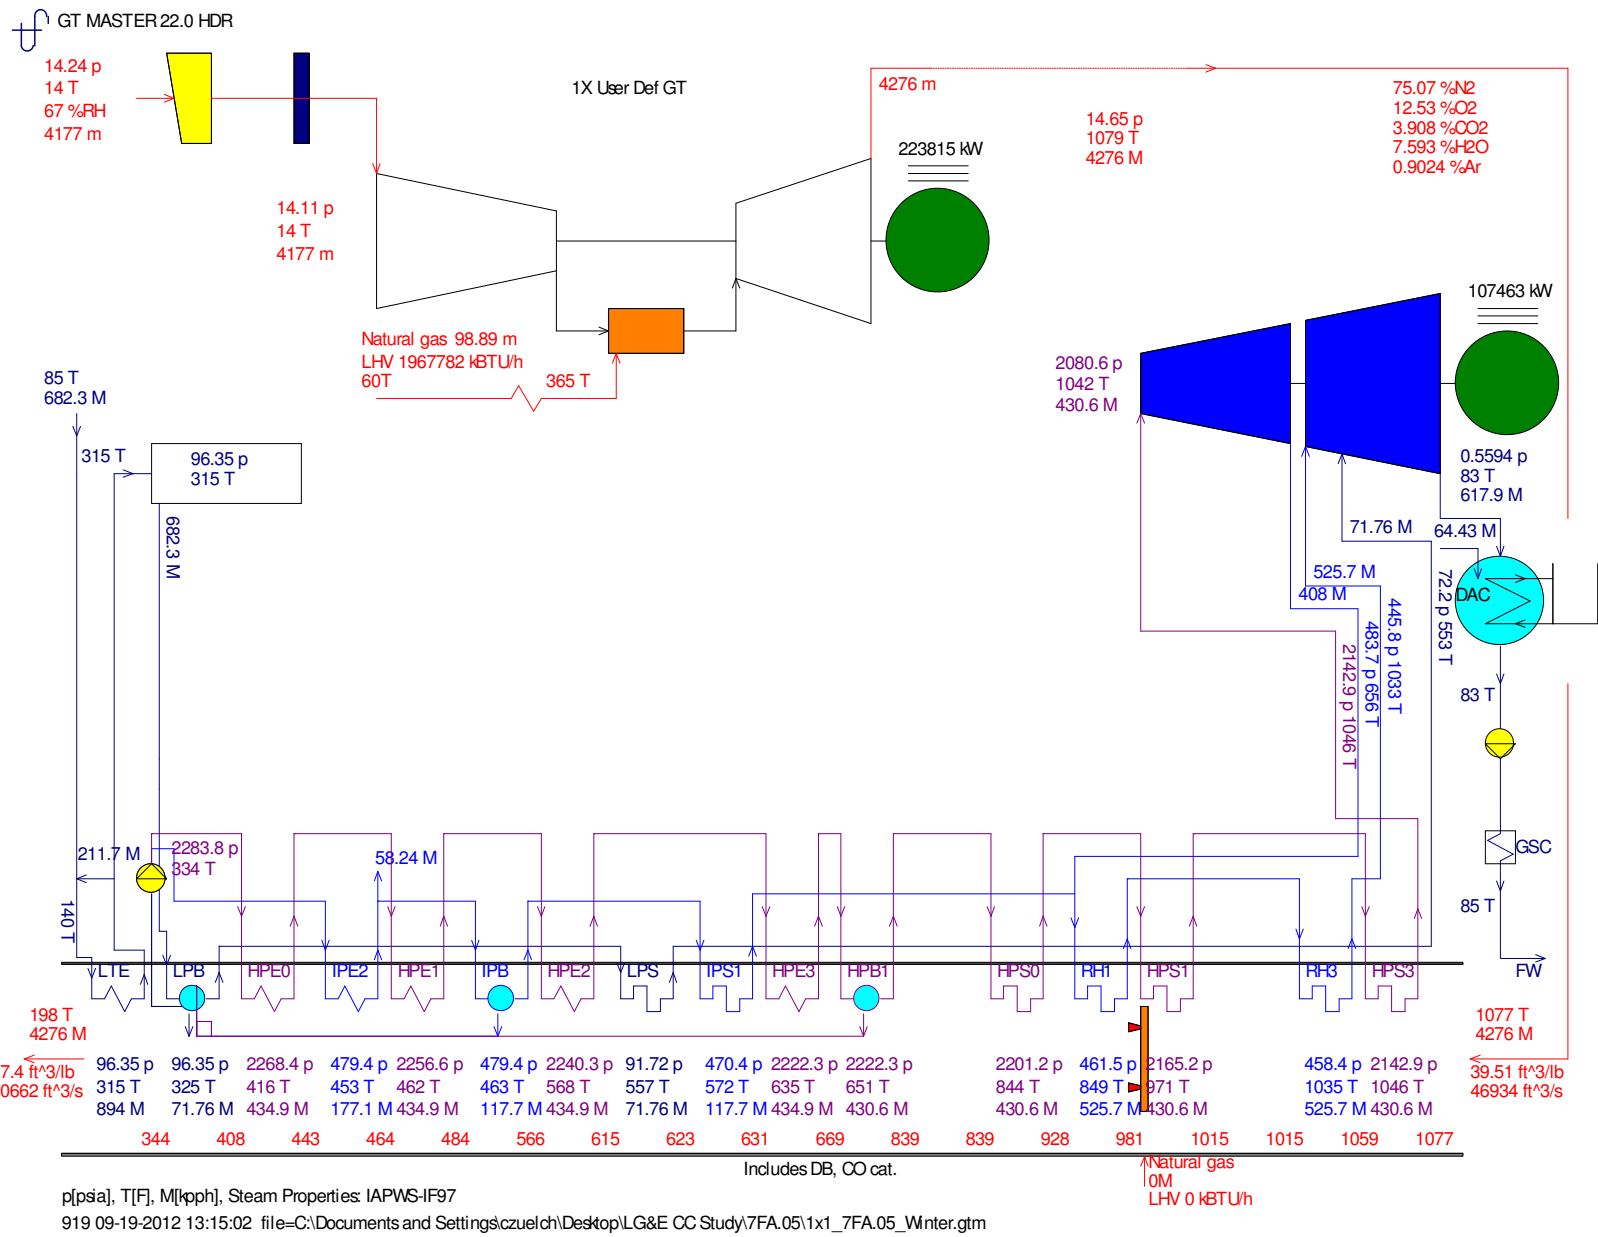 GT MASTER 22.0 HDR
14.24 p
14 T
67 %RH
4177 m
1X User Def GT
4276 m
14.65 p
1079 T
4276 M
75.07 %N2
12.53 %O2
3.908 %CO2
7.593 %H2O
0.9024 %Ar
223815 kW
14.11 p
14 T
4177 m
107463 kW
Natural gas 98.89 m
LHV 1967782 kBTU/h
60T
365 T
2080.6 p
1042 T
430.6 M
85 T
682.3 M
315 T
96.35 p
315 T
682.3 M
0.5594 p
83 T
617.9 M
71.76 M
64.43 M
525.7 M
408 M
DAC
72.2 p 553 T
445.8 p 1033 T
483.7 p 656 T
2142.9 p 1046 T
83 T
GSC
85 T
FW
211.7 M
2283.8 p
334 T
58.24 M
140 T
LTE LPB HPE0 IPE2 HPE1 IPB HPE2 LPS IPS1 HPE3 HPB1 HPS0 RH1 HPS1 RH3 HPS3
198 T
4276 M
1077 T
4276 M
96.35 p 96.35 p 2268.4 p 479.4 p 2256.6 p 479.4 p 2240.3 p 91.72 p 470.4 p 2222.3 p 2222.3 p 2201.2 p 461.5 p 2165.2 p 458.4 p 2142.9 p
315 T 325 T 416 T 453 T 462 T 463 T 568 T 557 T 572 T 635 T 651 T 844 T 849 T 971 T 1035 T 1046 T
894 M 71.76 M 434.9 M 177.1 M 434.9 M 117.7 M 434.9 M 71.76 M 117.7 M 434.9 M 430.6 M 430.6 M 525.7 M 430.6 M 525.7 M 430.6 M
7.4 ft^3/lb
0662 ft^3/s
39.51 ft^3/lb
46934 ft^3/s
344 408 443 464 484 566 615 623 631 669 839 839 928 981 1015 1015 1059 1077
Includes DB, CO cat.
Natural gas
0M
LHV 0 kBTU/h
p[psia], T[F], M[kpph], Steam Properties: IAPWS-IF97
919 09-19-2012 13:15:02 file=C:\Documents and Settings\czuelch\Desktop\LG&E CC Study\7FA.05\1x1_7FA.05_Winter.gtm